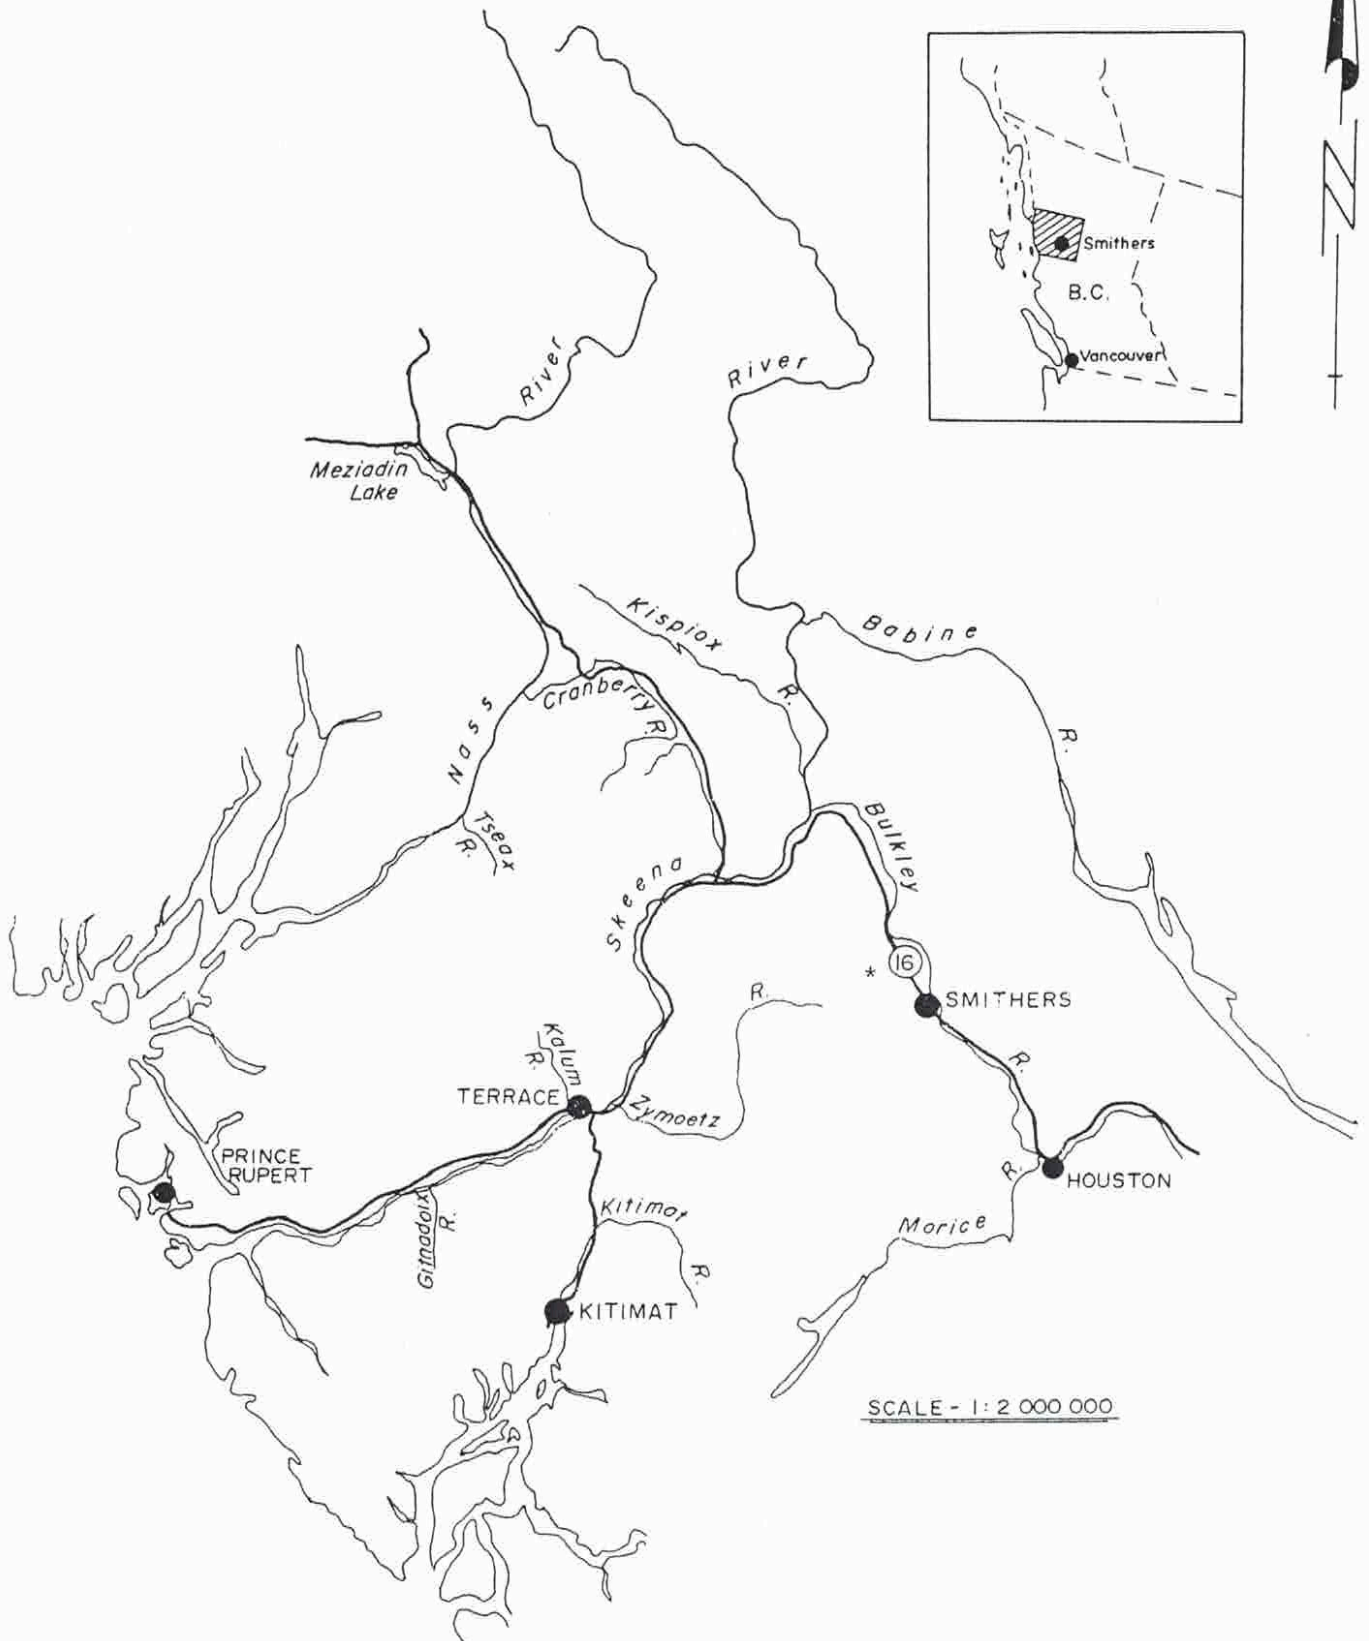 N
Smithers
B.C.
Vancouver
River
River
Meziadin
Lake
Kispiox
R.
Babine
R.
Cranberry
R.
Nass
Tseax
R.
Bulkley
Skeena
16
*
SMITHERS
R.
R.
Kalum
R.
TERRACE
Zymoetz
PRINCE
RUPERT
R.
HOUSTON
Gitnadoix
R.
Kitimat
R.
Morice
KITIMAT
SCALE - 1: 2 000 000